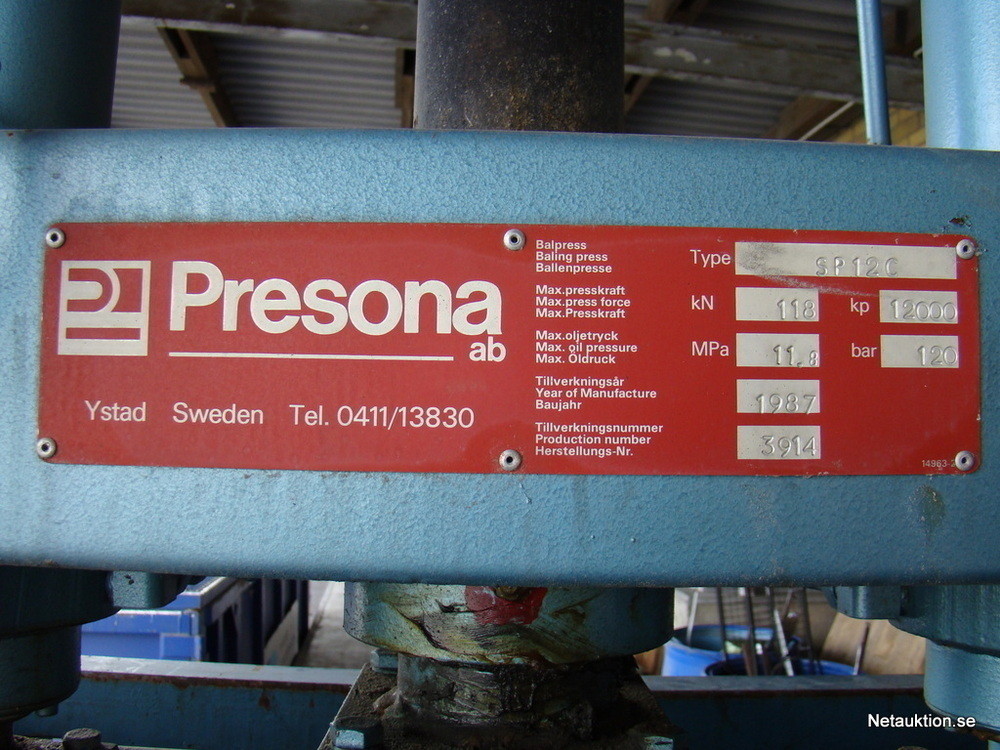 Presona
ab
Ystad Sweden Tel. 0411/13830
Balpress
Baling press
Ballenpresse
Type SP12C
Max.presskraft
Max.press force
Max.Presskraft
kN 118 kp 12000
Max.oljetryck
Max. oil pressure
Max. Öldruck
MPa 11,8 bar 120
Tillverkningsår
Year of Manufacture
Baujahr
1987
Tillverkningsnummer
Production number
Herstellungs-Nr.
3914
Netauktion.se